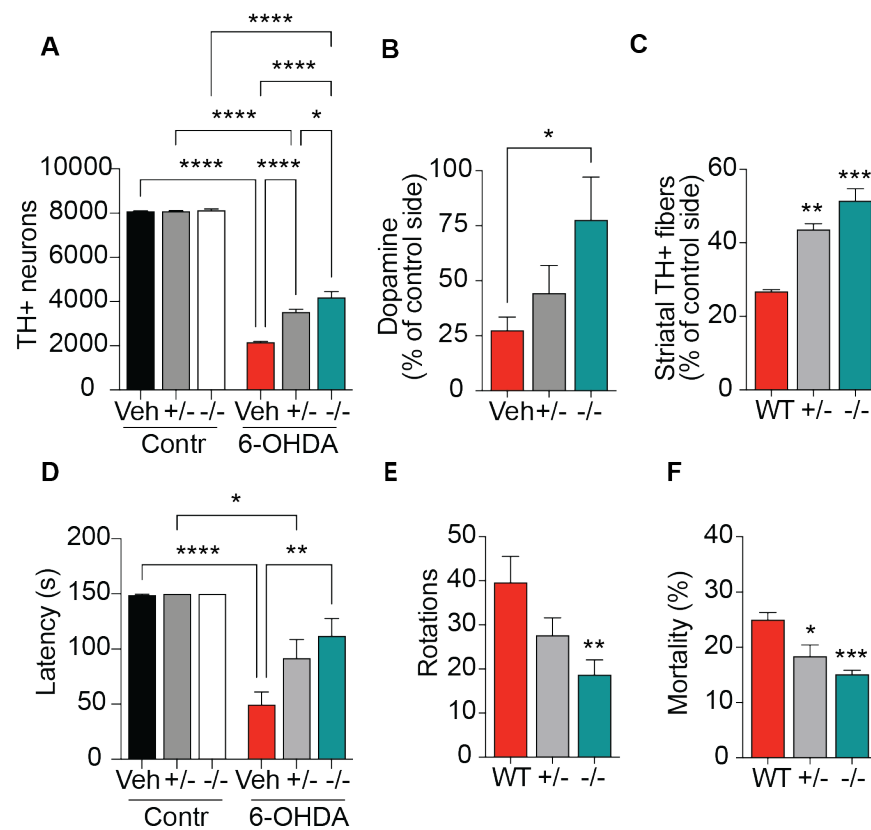 A
****
****
**** *
**** ****
10000
8000
6000
4000
2000
0
TH+ neurons
Veh +/- -/- Veh +/- -/-
Contr 6-OHDA
B
*
100
75
50
25
0
Dopamine
(% of control side)
Veh +/- -/-
C
60
40
20
0
** ***
Striatal TH+ fibers
(% of control side)
WT +/- -/-
D
*
**** **
200
150
100
50
0
Latency (s)
Veh +/- -/- Veh +/- -/-
Contr 6-OHDA
E
50
40
30
20
10
0
**
Rotations
WT +/- -/-
F
40
30
20
10
0
* ***
Mortality (%)
WT +/- -/-